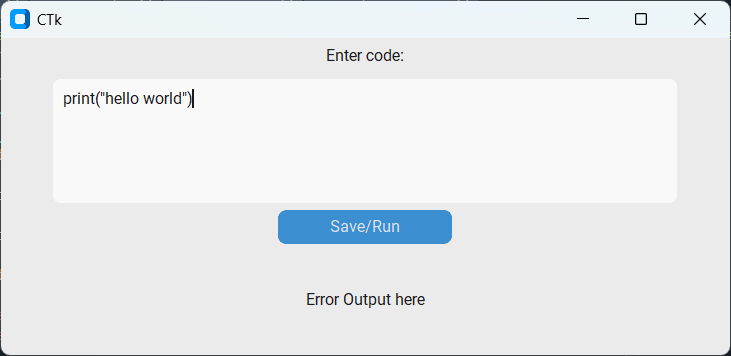 CTk
Enter code:
print("hello world")
Save/Run
Error Output here